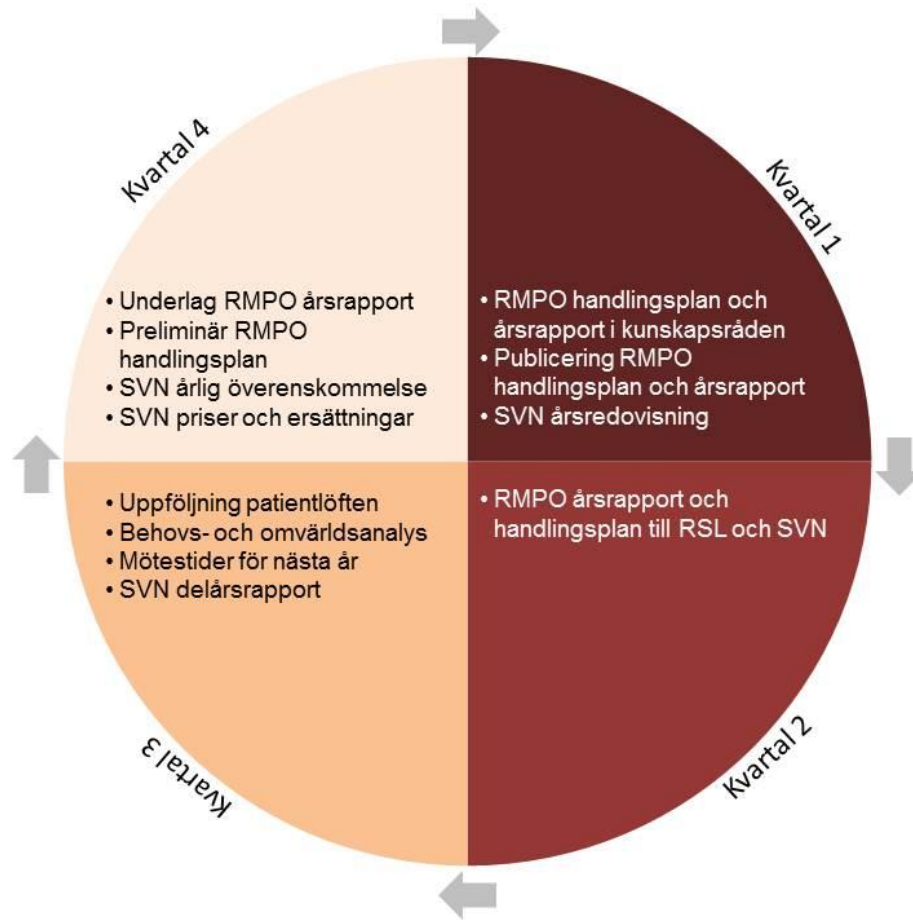 Kvartal 4
• Underlag RMPO årsrapport
• Preliminär RMPO
handlingsplan
• SVN årlig överenskommelse
• SVN priser och ersättningar
Kvartal 1
• RMPO handlingsplan och
årsrapport i kunskapsråden
• Publicering RMPO
handlingsplan och årsrapport
• SVN årsredovisning
• Uppföljning patientlöften
• Behovs- och omvärldsanalys
• Mötestider för nästa år
• SVN delårsrapport
Kvartal 3
• RMPO årsrapport och
handlingsplan till RSL och SVN
Kvartal 2